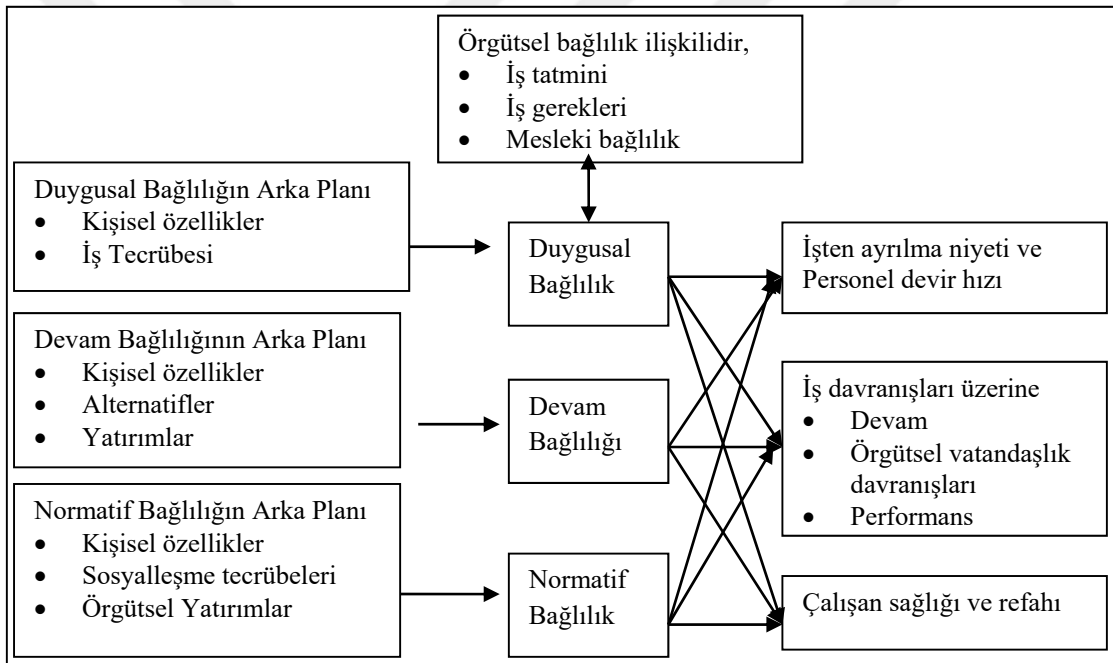 Örgütsel bağlılık ilişkilidir,
• İş tatmini
• İş gerekleri
• Mesleki bağlılık
Duygusal Bağlılığın Arka Planı
• Kişisel özellikler
• İş Tecrübesi
Duygusal
Bağlılık
İşten ayrılma niyeti ve
Personel devir hızı
Devam Bağlılığının Arka Planı
• Kişisel özellikler
• Alternatifler
• Yatırımlar
Devam
Bağlılığı
İş davranışları üzerine
• Devam
• Örgütsel vatandaşlık
davranışları
• Performans
Normatif Bağlılığın Arka Planı
• Kişisel özellikler
• Sosyalleşme tecrübeleri
• Örgütsel Yatırımlar
Normatif
Bağlılık
Çalışan sağlığı ve refahı